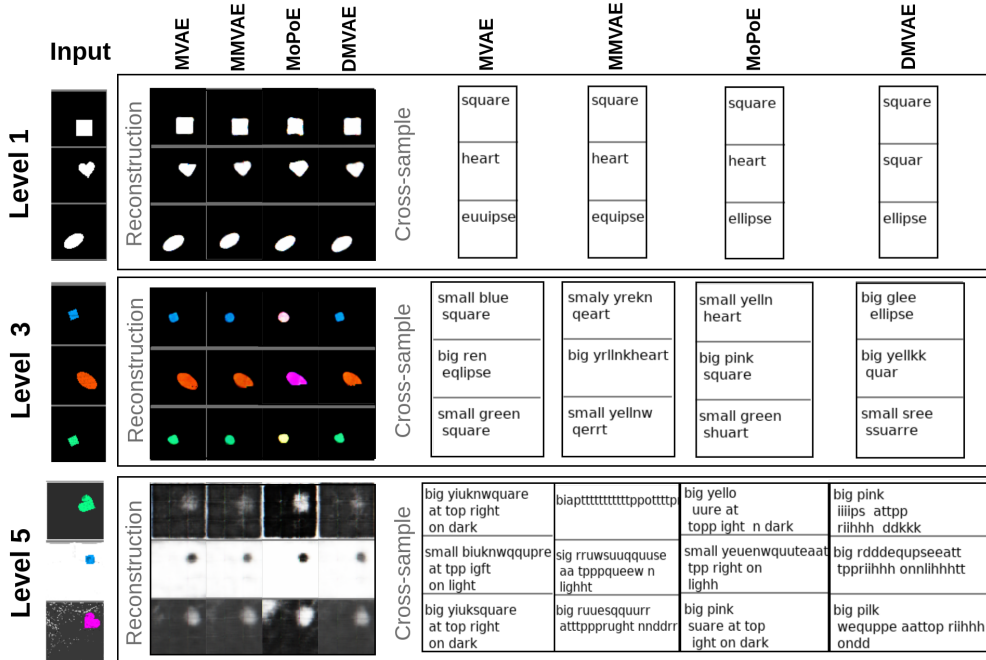 MVAE
MMVAE
MoPoE
DMVAE
MVAE
MMVAE
MoPoE
DMVAE
Input
Level 1
Reconstruction
Cross-sample
square
square
square
square
heart
heart
heart
squar
euuipse
equipse
ellipse
ellipse
Level 3
Reconstruction
Cross-sample
small blue
square
smaly yrekn
qeart
small yelln
heart
big glee
ellipse
big ren
eqlipse
big yrllnkheart
big pink
square
big yellkk
quar
small green
square
small yellnw
qerrt
small green
shuart
small sree
ssuarre
Level 5
Reconstruction
Cross-sample
big yiuknwquare
at top right
on dark
biaptttttttttttppottttp
big yello
uure at
topp ight n dark
big pink
iiiips attpp
riihhh ddkkk
small biuknwqqupre
at tpp igft
on light
sig rruwsuuqquuse
aa tpppqueew n
lighht
small yeuenwquuteaat
tpp right on
lighh
big rdddequpseeatt
tppriihhh onnlihhhtt
big yiuksquare
at top right
on dark
big ruuesqquurr
atttppprught nnddrr
big pink
suare at top
ight on dark
big pilk
wequppe aattop riihhh
ondd